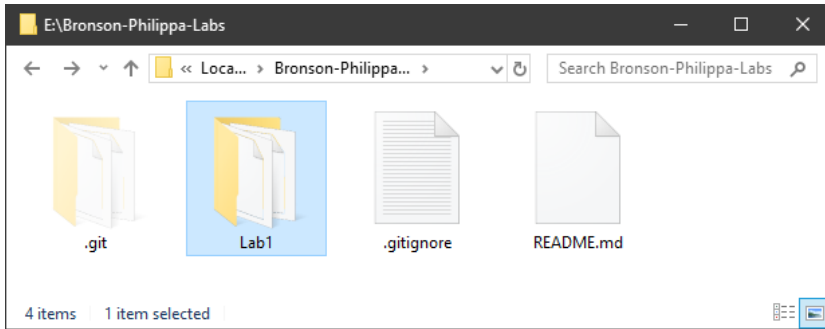 E:\Bronson-Philippa-Labs
« Loca... › Bronson-Philippa... ›
Search Bronson-Philippa-Labs
.git
Lab1
.gitignore
README.md
4 items
1 item selected